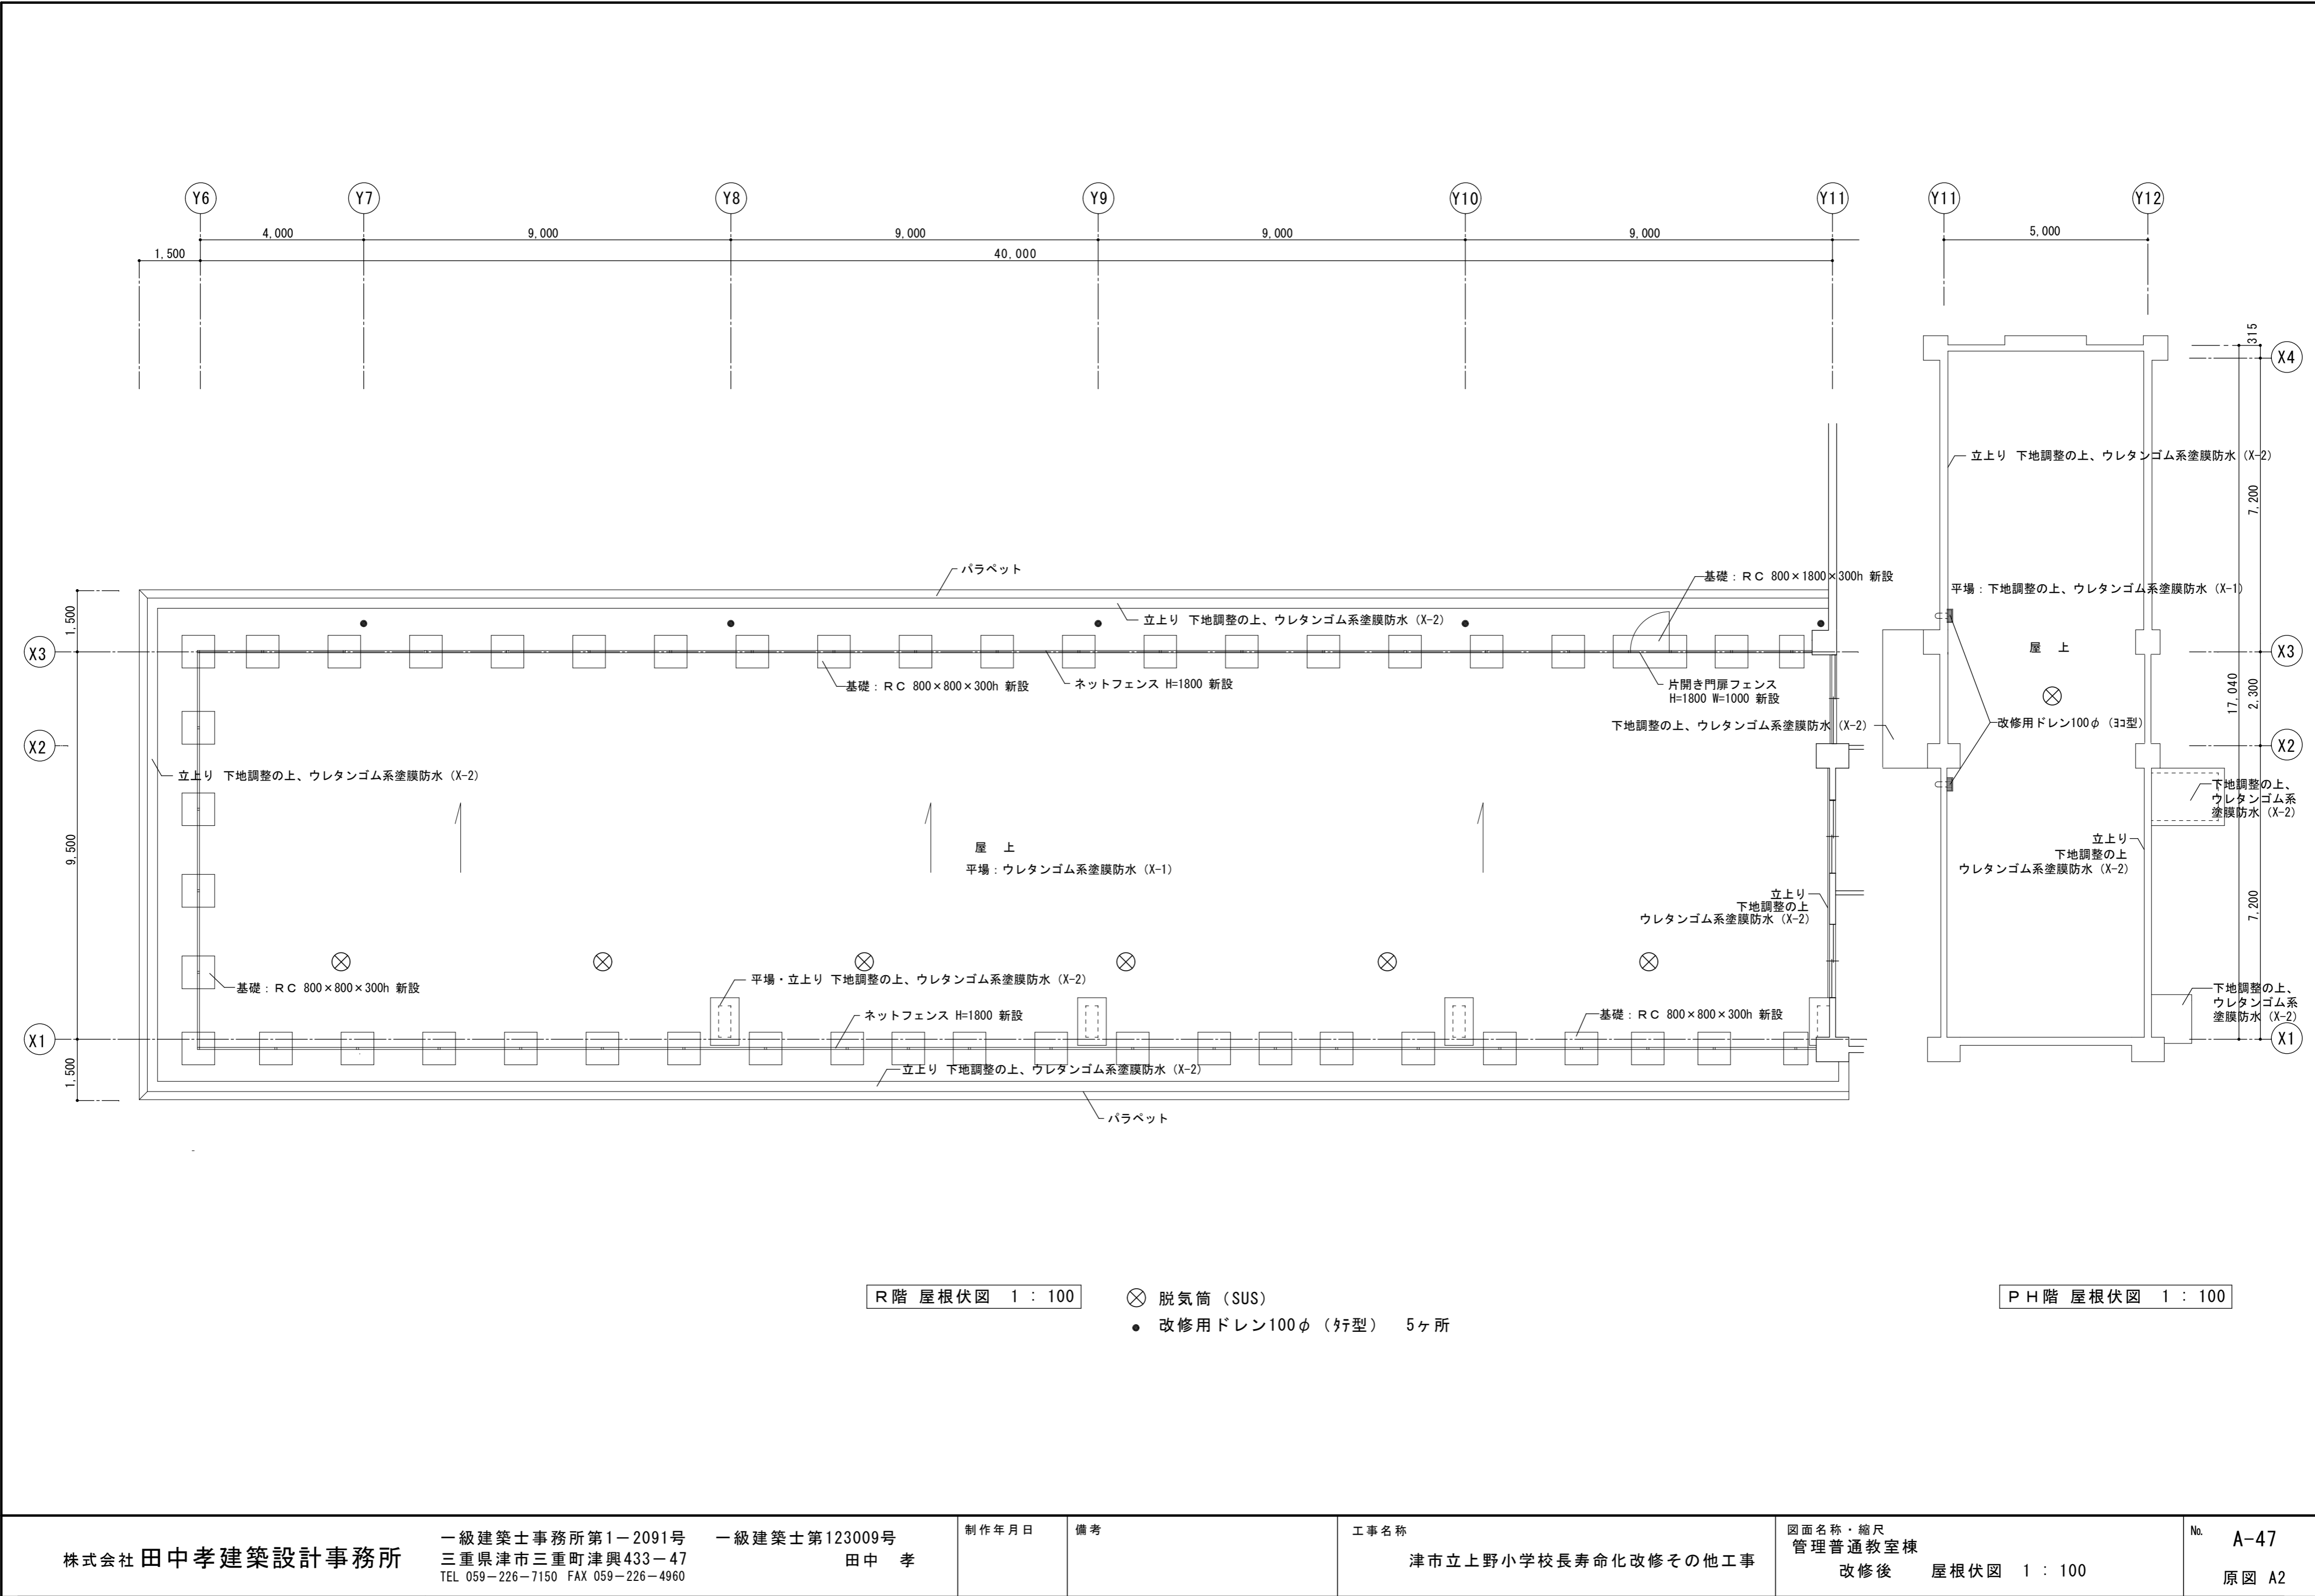 Y6
Y7
Y8
Y9
Y10
Y11
Y11
Y12
4,000
9,000
9,000
9,000
9,000
5,000
1,500
40,000
315
X4
立上り 下地調整の上、ウレタンゴム系塗膜防水（X-2）
7,200
パラペット
基礎：ＲＣ 800×1800×300h 新設
平場：下地調整の上、ウレタンゴム系塗膜防水（X-1）
1,500
立上り 下地調整の上、ウレタンゴム系塗膜防水（X-2）
X3
屋 上
X3
基礎：ＲＣ 800×800×300h 新設
ネットフェンス H=1800 新設
片開き門扉フェンス
H=1800 W=1000 新設
17,040
2,300
下地調整の上、ウレタンゴム系塗膜防水（X-2）
改修用ドレン100φ（ﾖｺ型）
X2
X2
立上り 下地調整の上、ウレタンゴム系塗膜防水（X-2）
下地調整の上、
ウレタンゴム系
塗膜防水（X-2）
9,500
屋 上
平場：ウレタンゴム系塗膜防水（X-1）
立上り
下地調整の上
ウレタンゴム系塗膜防水（X-2）
立上り
下地調整の上
ウレタンゴム系塗膜防水（X-2）
7,200
基礎：ＲＣ 800×800×300h 新設
平場・立上り 下地調整の上、ウレタンゴム系塗膜防水（X-2）
ネットフェンス H=1800 新設
基礎：ＲＣ 800×800×300h 新設
下地調整の上、
ウレタンゴム系
塗膜防水（X-2）
X1
X1
1,500
立上り 下地調整の上、ウレタンゴム系塗膜防水（X-2）
パラペット
Ｒ階 屋根伏図 1 : 100
脱気筒（SUS）
改修用ドレン100φ（ﾀﾃ型） 5ヶ所
ＰＨ階 屋根伏図 1 : 100
株式会社 田中孝建築設計事務所
一級建築士事務所第1－2091号 一級建築士第123009号
三重県津市三重町津興433－47 田中 孝
TEL 059－226－7150 FAX 059－226－4960
制作年月日
備考
工事名称
津市立上野小学校長寿命化改修その他工事
図面名称・縮尺
管理普通教室棟
改修後 屋根伏図 1 : 100
№
A-47
原図 A2